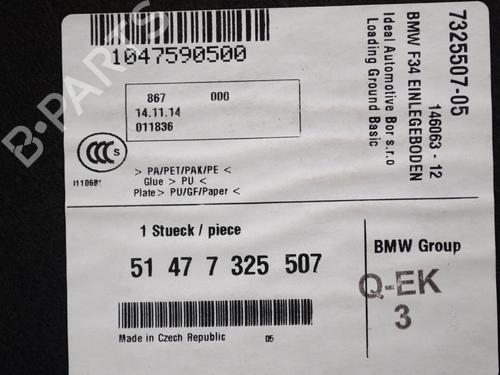 1047590500
867 000
14.11.14
011836
CCC S
I110681
> PA/PET/PAK/PE <
Glue > PU <
Plate> PU/GF/Paper <
7325507-05
146063 - 12
BMW F34 EINLEGEBODEN
Ideal Automotive Bor s.r.o
Loading Ground Basic
1 Stueck / piece
51 47 7 325 507
Made in Czech Republic 05
BMW Group
Q-EK
3
B-PARTS